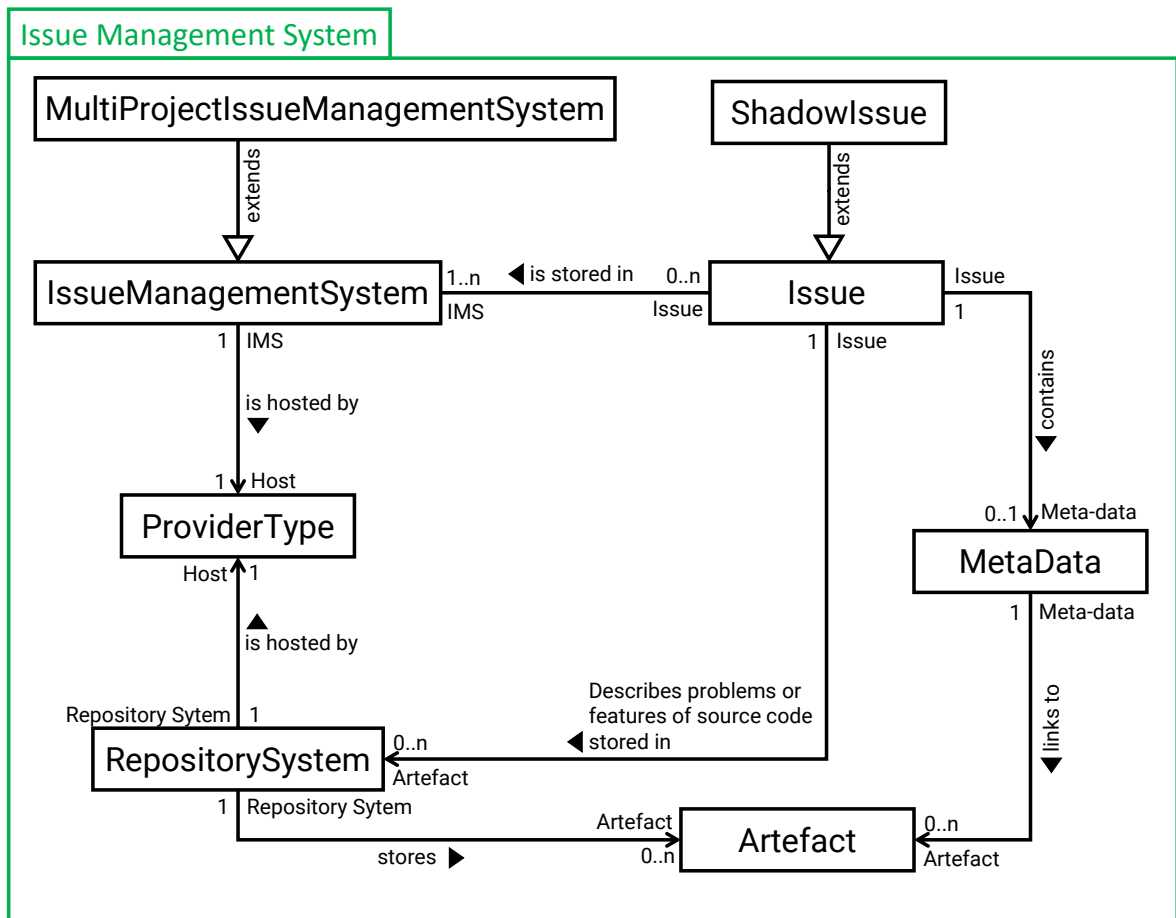 Issue Management System
MultiProjectIssueManagementSystem
ShadowIssue
extends
extends
1..n
is stored in
0..n
IssueManagementSystem
Issue
Issue
IMS
Issue
1
1
IMS
1
Issue
is hosted by
contains
1
Host
0..1
Meta-data
ProviderType
MetaData
Host
1
1
Meta-data
is hosted by
Describes problems or
features of source code
stored in
links to
Repository Sytem
1
0..n
RepositorySystem
Artefact
1
Repository Sytem
Artefact
0..n
Artefact
stores
0..n
Artefact